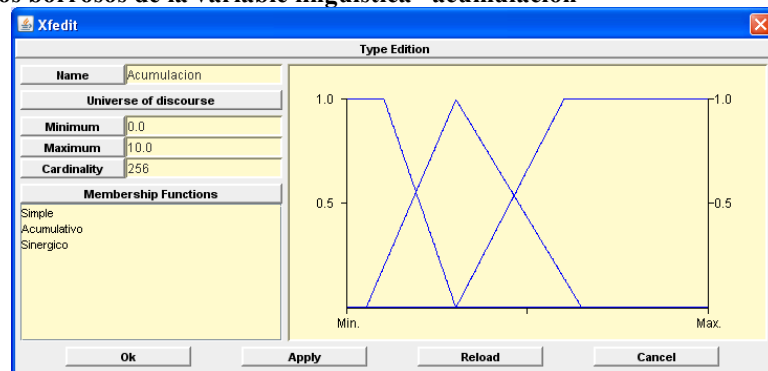 os borrosos de la variable lingüística "acumulación"
Xfedit
Type Edition
Name Acumulacion
Universe of discourse
Minimum 0.0
Maximum 10.0
Cardinality 256
Membership Functions
Simple
Acumulativo
Sinergico
1.0 1.0
0.5 0.5
Min. Max.
Ok Apply Reload Cancel